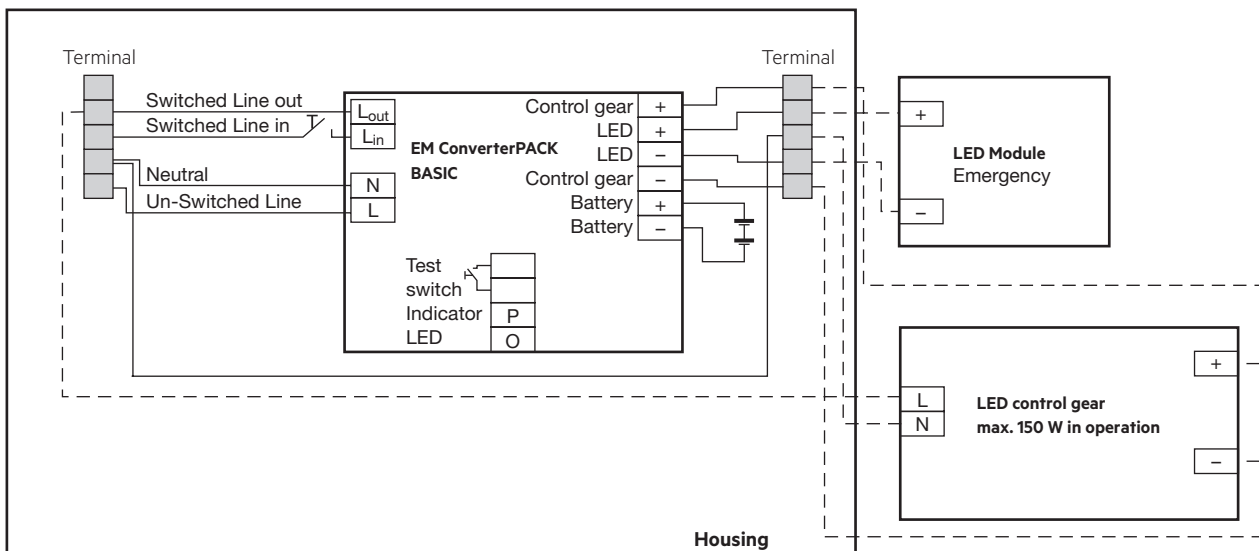 Terminal
Switched Line out
Switched Line in
Neutral
Un-Switched Line
Lout
Lin
N
L
EM ConverterPACK
BASIC
Control gear +
LED +
LED –
Control gear –
Battery +
Battery –
Test
switch
Indicator P
LED O
Terminal
+
–
LED Module
Emergency
L
N
LED control gear
max. 150 W in operation
+
–
Housing